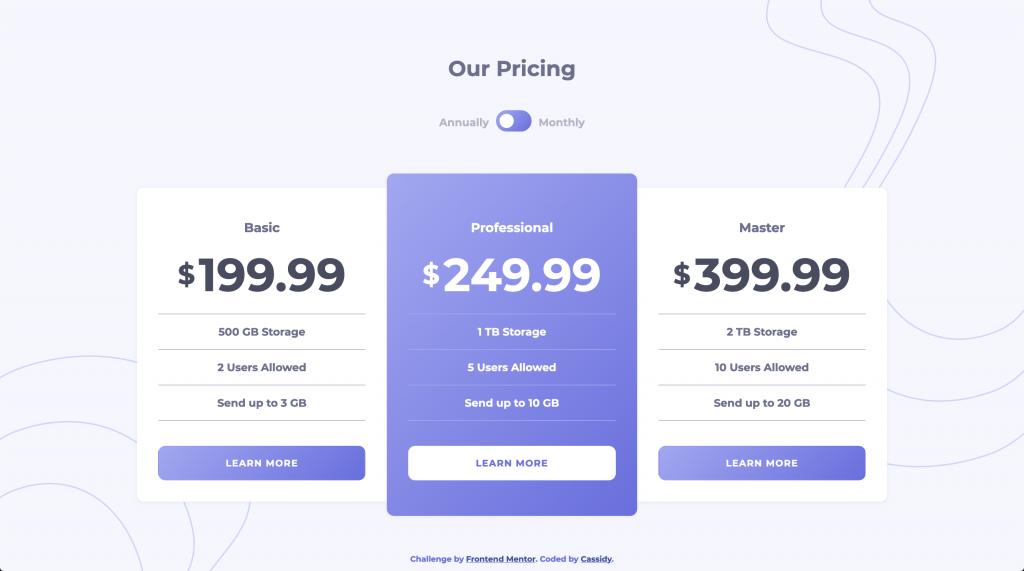 Our Pricing
Annually Monthly
Basic
$199.99
500 GB Storage
2 Users Allowed
Send up to 3 GB
LEARN MORE
Professional
$249.99
1 TB Storage
5 Users Allowed
Send up to 10 GB
LEARN MORE
Master
$399.99
2 TB Storage
10 Users Allowed
Send up to 20 GB
LEARN MORE
Challenge by Frontend Mentor. Coded by Cassidy.